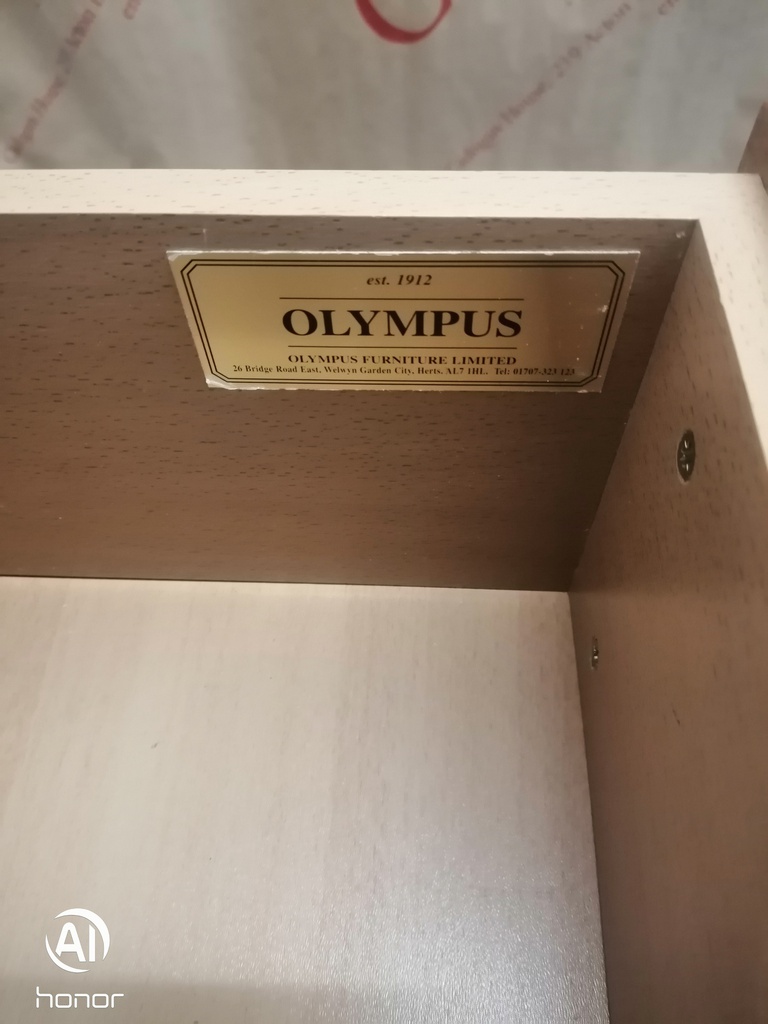 est. 1912
OLYMPUS
OLYMPUS FURNITURE LIMITED
26 Bridge Road East, Welwyn Garden City, Herts. AL7 1HL. Tel: 01707-323 123
AI
honor